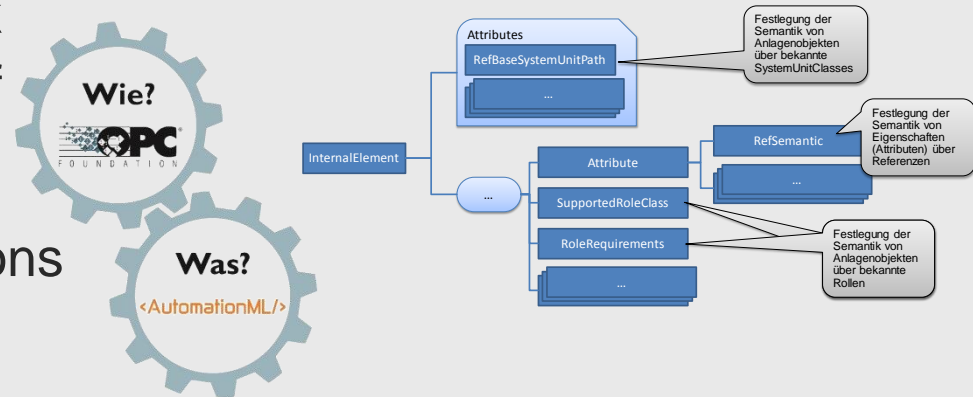 Wie?
OPC
FOUNDATION
ons
Was?
<AutomationML/>
InternalElement
Attributes
RefBaseSystemUnitPath
...
...
Attribute
SupportedRoleClass
RoleRequirements
...
RefSemantic
...
Festlegung der
Semantik von
Anlagenobjekten
über bekannte
SystemUnitClasses
Festlegung der
Semantik von
Eigenschaften
(Attributen) über
Referenzen
Festlegung der
Semantik von
Anlagenobjekten
über bekannte
Rollen